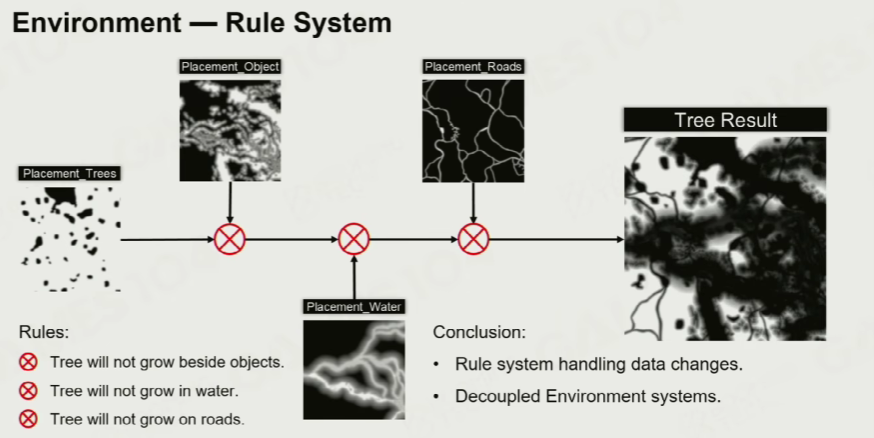 Environment — Rule System
Placement_Object
Placement_Roads
Tree Result
Placement_Trees
Placement_Water
Rules:
Tree will not grow beside objects.
Tree will not grow in water.
Tree will not grow on roads.
Conclusion:
• Rule system handling data changes.
• Decoupled Environment systems.